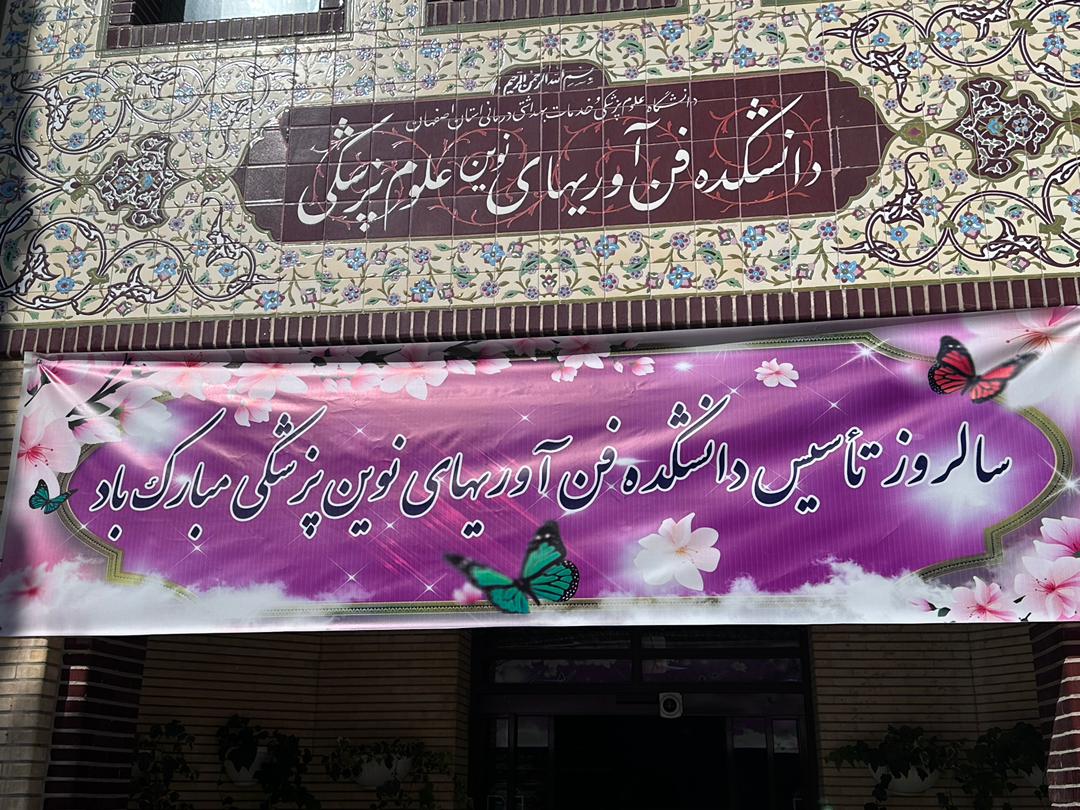 بسم الله الرحمن الرحیم
دانشگاه علوم پزشکی و خدمات بهداشتی درمانی استان اصفهان
دانشکده فن آوریهای نوین علوم پزشکی
سالروز تأسیس دانشکده فن آوریهای نوین پزشکی مبارک باد